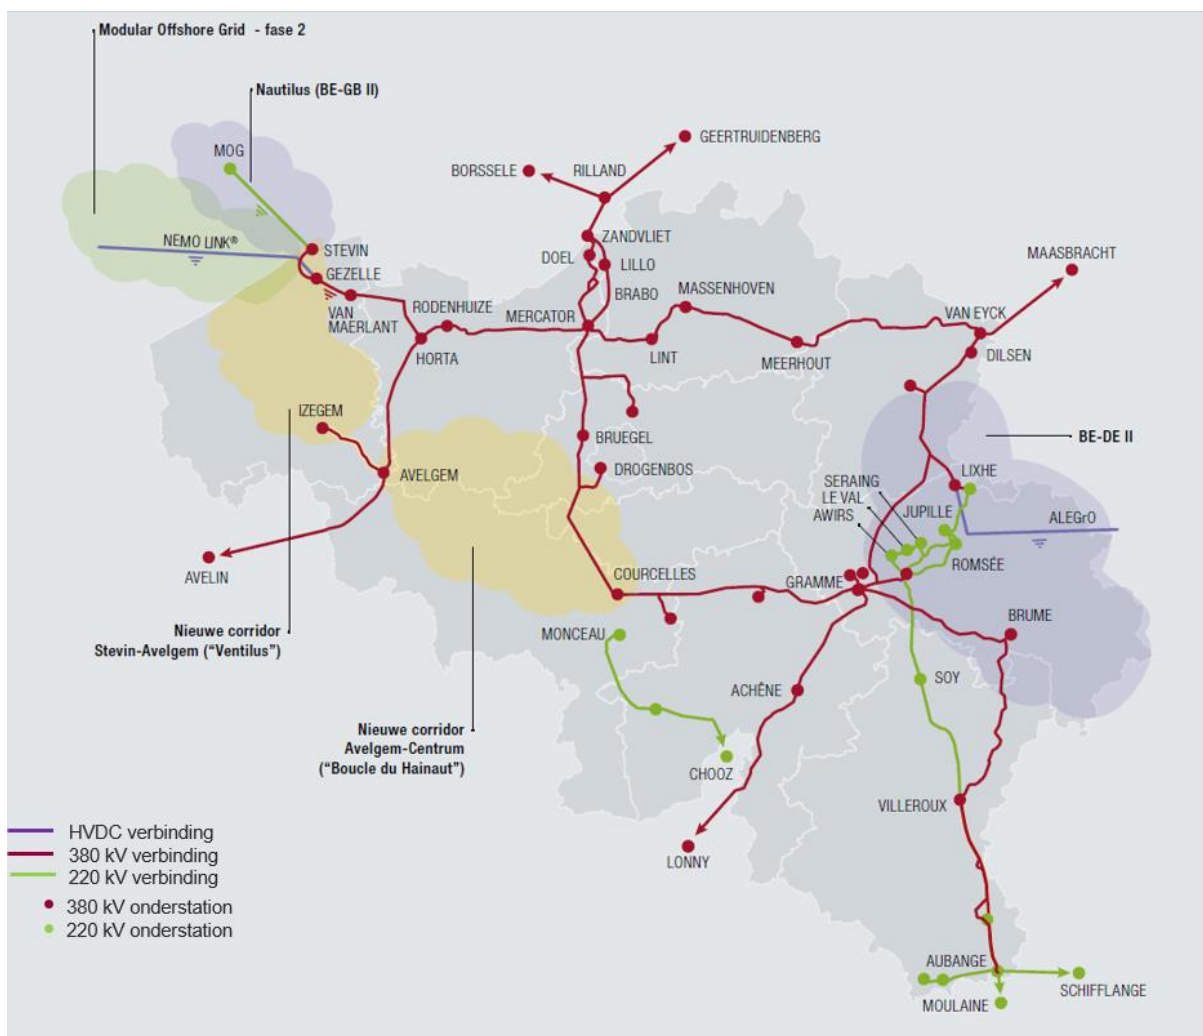 Modular Offshore Grid - fase 2
Nautilus (BE-GB II)
MOG
NEMO LINK®
STEVIN
GEZELLE
VAN
MAERLANT
RODENHUIZE
HORTA
IZEGEM
AVELGEM
AVELIN
BORSSELE
RILLAND
GEERTRUIDENBERG
ZANDVLIET
DOEL
LILLO
BRABO
MERCATOR
MASSENHOVEN
LINT
MEERHOUT
VAN EYCK
MAASBRACHT
DILSEN
BRUEGEL
DROGENBOS
BE-DE II
LIXHE
SERAING
LE VAL
AWIRS
JUPILLE
ALEGrO
ROMSÉE
COURCELLES
GRAMME
BRUME
MONCEAU
ACHÊNE
SOY
CHOOZ
VILLEROUX
LONNY
AUBANGE
SCHIFFLANGE
MOULAINE
Nieuwe corridor
Stevin-Avelgem (“Ventilus”)
Nieuwe corridor
Avelgem-Centrum
(“Boucle du Hainaut”)
HVDC verbinding
380 kV verbinding
220 kV verbinding
380 kV onderstation
220 kV onderstation